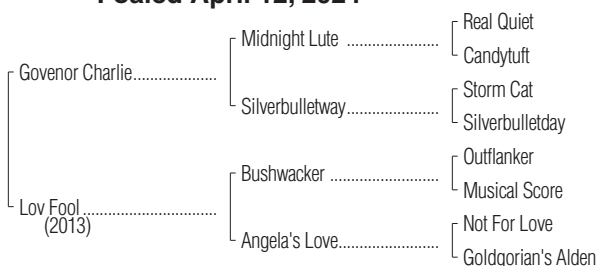 Foaled April 12, 2021
Real Quiet
Midnight Lute ......................
Candytuft
Govenor Charlie....................
Storm Cat
Silverbulletway......................
Silverbulletday
Outflanker
Bushwacker ..........................
Musical Score
Lov Fool ................................
(2013)
Not For Love
Angela's Love........................
Goldgorian's Alden